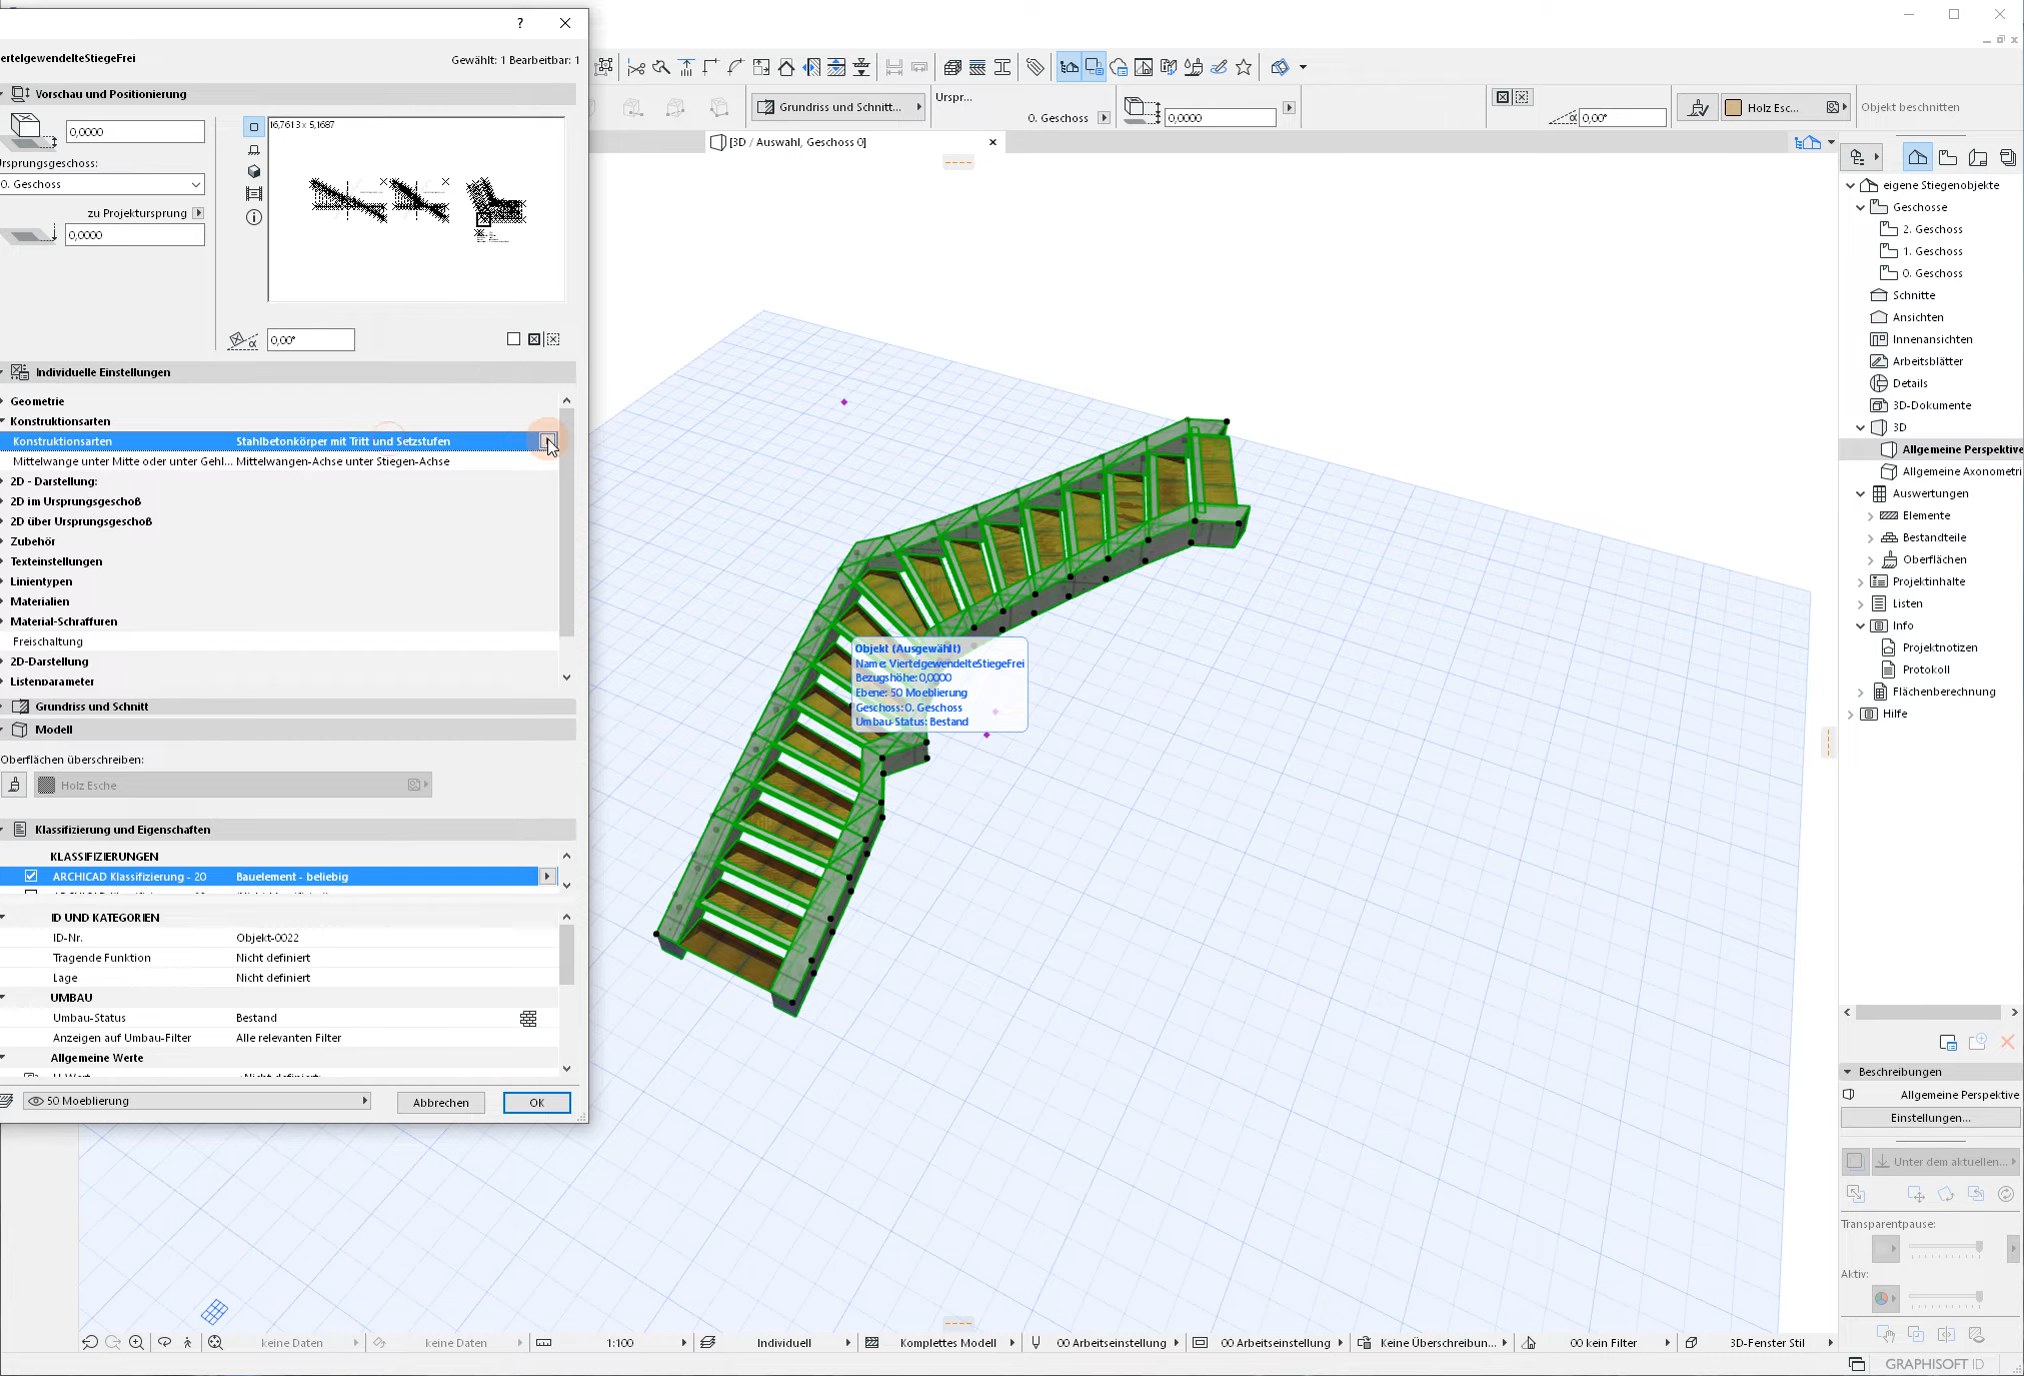 ?
ertelgewendelteStiegeFrei
Gewählt: 1 Bearbeitbar: 1
Vorschau und Positionierung
0,0000
16,7613 x 5,1687
Ursprungsgeschoss:
0. Geschoss
zu Projektursprung
0,0000
0,00°
Individuelle Einstellungen
Geometrie
Konstruktionsarten
Konstruktionsarten Stahlbetonkörper mit Tritt und Setzstufen
Mittelwange unter Mitte oder unter Gehl... Mittelwangen-Achse unter Stiegen-Achse
2D - Darstellung:
2D im Ursprungsgeschoß
2D über Ursprungsgeschoß
Zubehör
Texteinstellungen
Linientypen
Materialien
Material-Schraffuren
Freischaltung
2D-Darstellung
Listenparameter
Grundriss und Schnitt
Modell
Oberflächen überschreiben:
Holz Esche
Klassifizierung und Eigenschaften
KLASSIFIZIERUNGEN
ARCHICAD Klassifizierung - 20 Bauelement - beliebig
ID UND KATEGORIEN
ID-Nr. Objekt-0022
Tragende Funktion Nicht definiert
Lage Nicht definiert
UMBAU
Umbau-Status Bestand
Anzeigen auf Umbau-Filter Alle relevanten Filter
Allgemeine Werte
50 Moeblierung
Abbrechen
OK
Grundriss und Schnitt...
Urspr...
0. Geschoss
0,0000
0,00°
Holz Esc...
Objekt beschnitten
[3D / Auswahl, Geschoss 0]
Objekt (Ausgewählt)
Name: ViertelgewendelteStiegeFrei
Bezugshöhe: 0,0000
Ebene: 50 Moeblierung
Geschoss: 0. Geschoss
Umbau-Status: Bestand
eigene Stiegenobjekte
Geschosse
2. Geschoss
1. Geschoss
0. Geschoss
Schnitte
Ansichten
Innenansichten
Arbeitsblätter
Details
3D-Dokumente
3D
Allgemeine Perspektive
Allgemeine Axonometri
Auswertungen
Elemente
Bestandteile
Oberflächen
Projektinhalte
Listen
Info
Projektnotizen
Protokoll
Flächenberechnung
Hilfe
Beschreibungen
Allgemeine Perspektive
Einstellungen...
Unter dem aktuellen...
Transparentpause:
Aktiv:
keine Daten
keine Daten
1:100
Individuell
Komplettes Modell
00 Arbeitseinstellung
00 Arbeitseinstellung
Keine Überschreibun...
00 kein Filter
3D-Fenster Stil
GRAPHISOFT ID